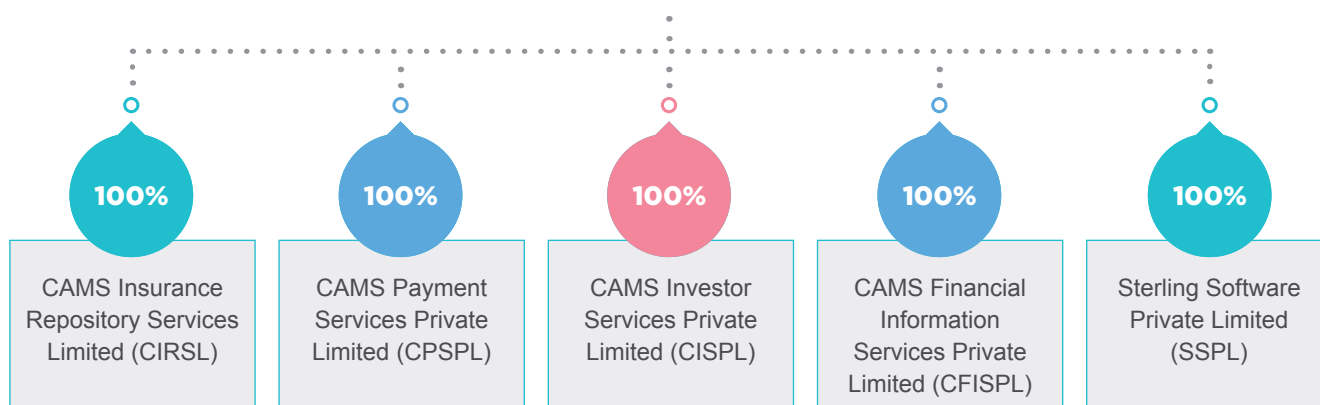 100%
100%
100%
100%
100%
CAMS Insurance
Repository Services
Limited (CIRSL)
CAMS Payment
Services Private
Limited (CPSPL)
CAMS Investor
Services Private
Limited (CISPL)
CAMS Financial
Information
Services Private
Limited (CFISPL)
Sterling Software
Private Limited
(SSPL)